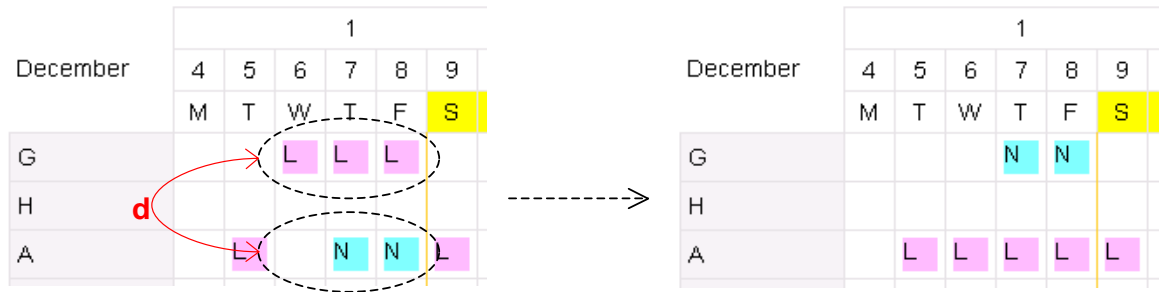 1
December 4 5 6 7 8 9
M T W T F S
G L L L
H
d
A L N N L
1
December 4 5 6 7 8 9
M T W T F S
G N N
H
A L L L L L